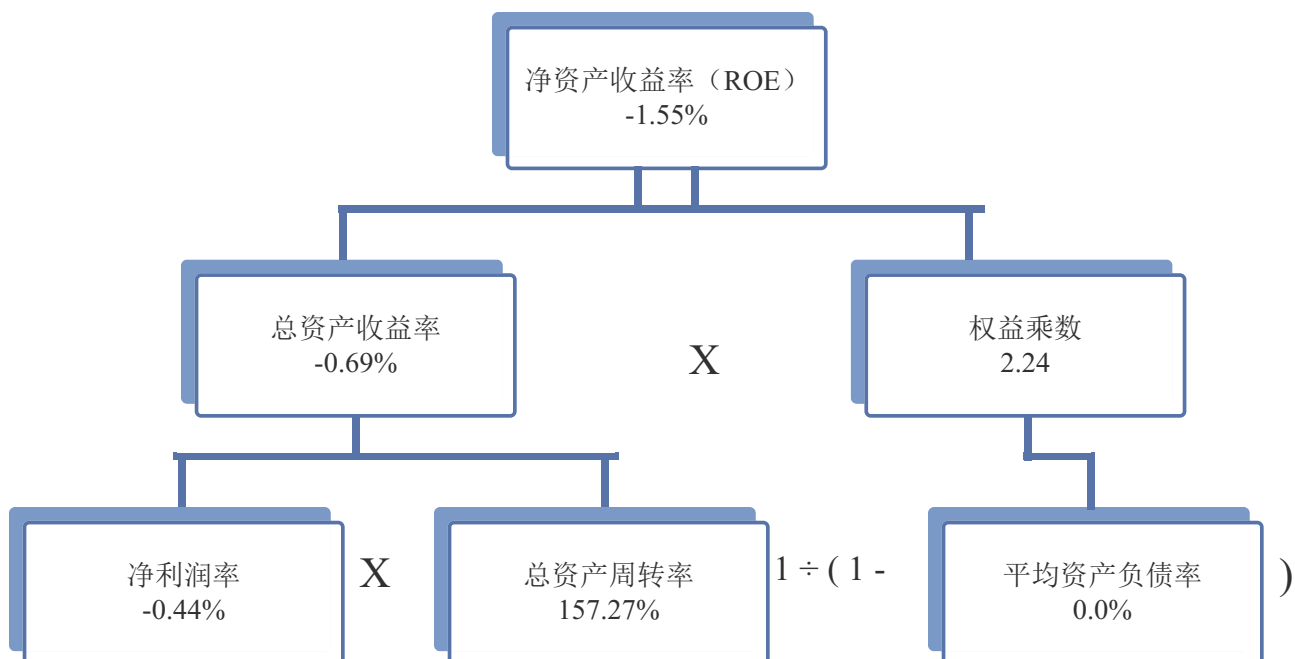 净资产收益率（ROE）
-1.55%
总资产收益率
-0.69%
X
权益乘数
2.24
净利润率
-0.44%
X
总资产周转率
157.27%
1 ÷ ( 1 -
平均资产负债率
0.0%
)